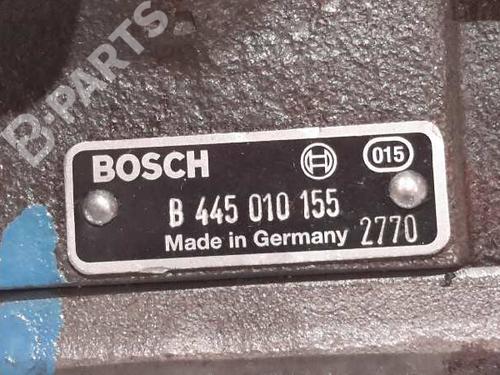 B-PARTS
BOSCH
015
B 445 010 155
Made in Germany 2770